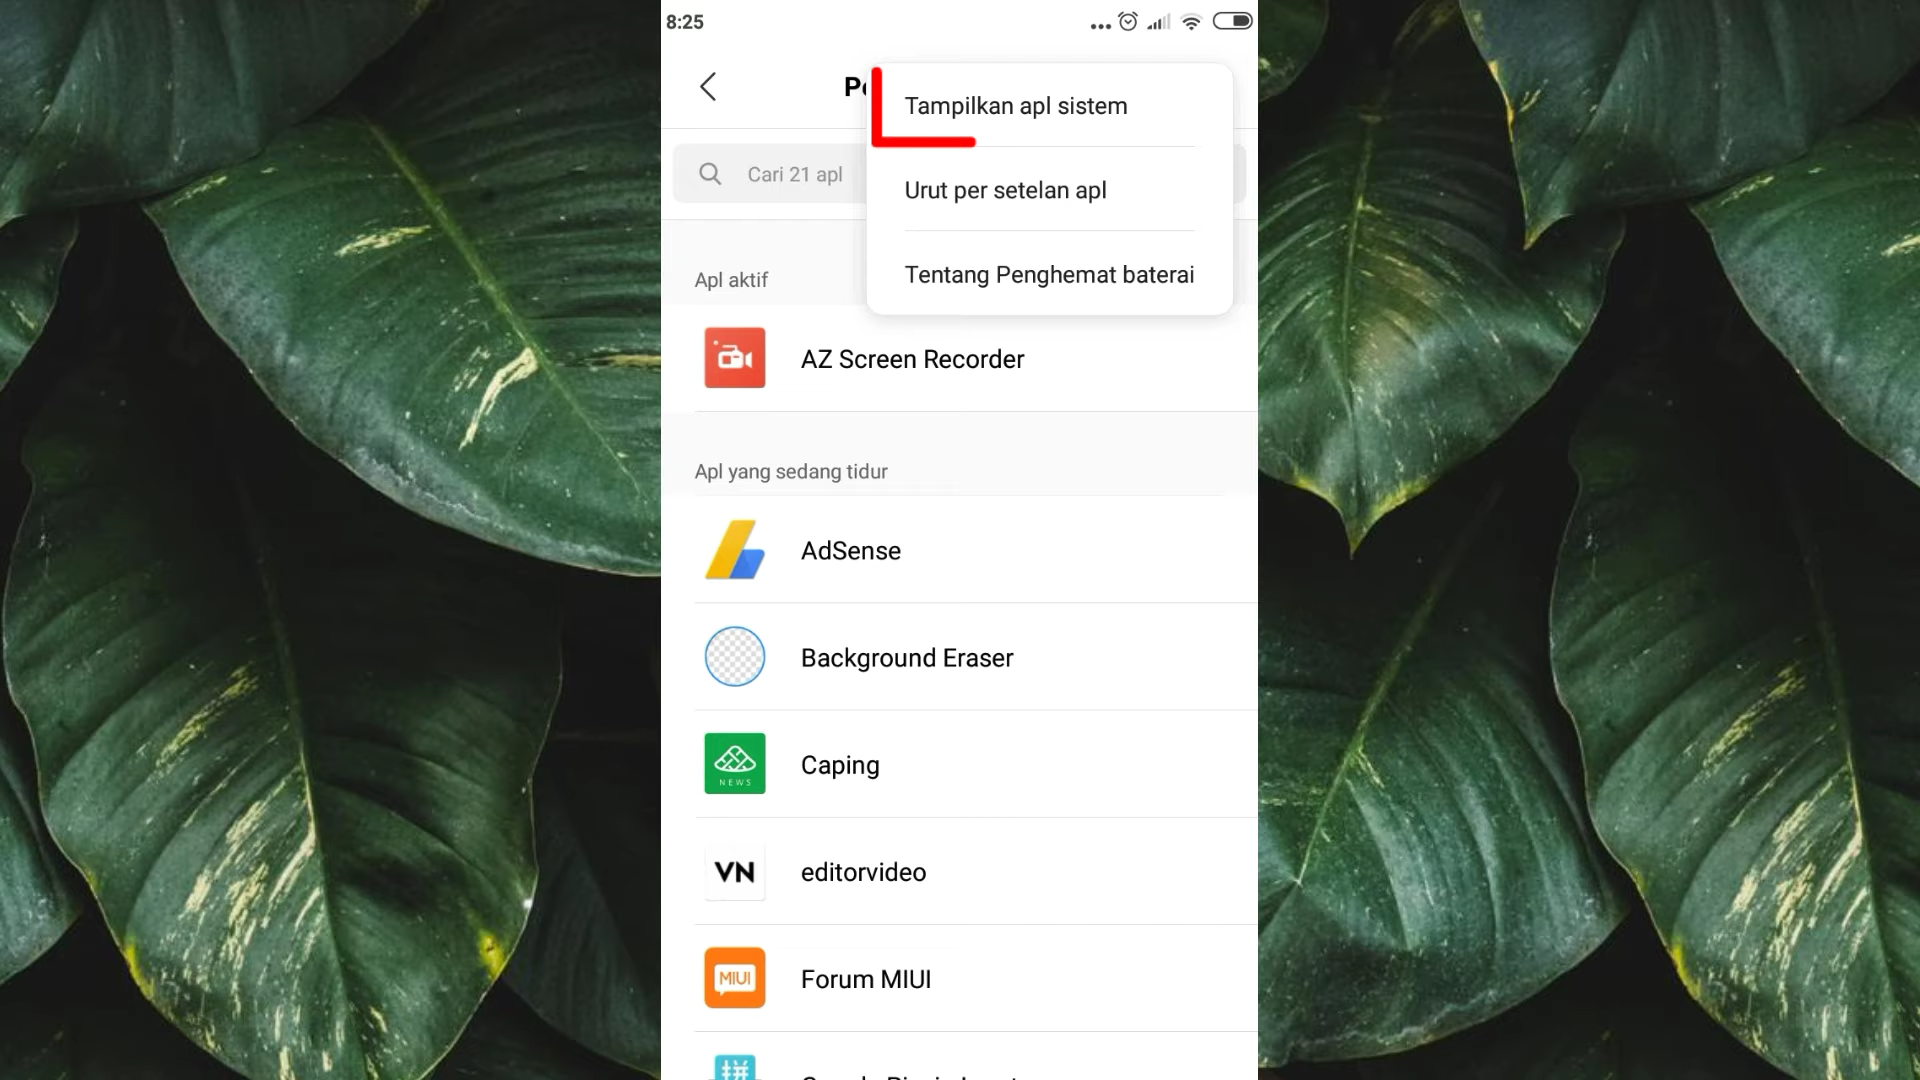 8:25
Tampilkan apl sistem
Cari 21 apl
Urut per setelan apl
Tentang Penghemat baterai
Apl aktif
AZ Screen Recorder
Apl yang sedang tidur
AdSense
Background Eraser
NEWS
Caping
VN
editorvideo
MIUI
Forum MIUI
拼